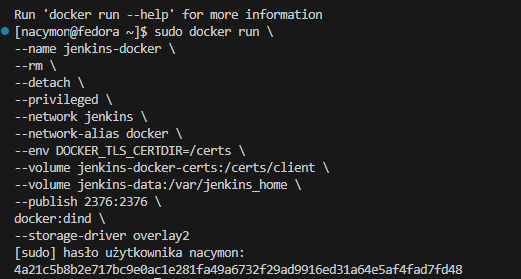 Run 'docker run --help' for more information
[nacymon@fedora ~]$ sudo docker run \
--name jenkins-docker \
--rm \
--detach \
--privileged \
--network jenkins \
--network-alias docker \
--env DOCKER_TLS_CERTDIR=/certs \
--volume jenkins-docker-certs:/certs/client \
--volume jenkins-data:/var/jenkins_home \
--publish 2376:2376 \
docker:dind \
--storage-driver overlay2
[sudo] hasło użytkownika nacymon:
4a21c5b8b2e717bc9e0ac1e281fa49a6732f29ad9916ed31a64e5af4fad7fd48